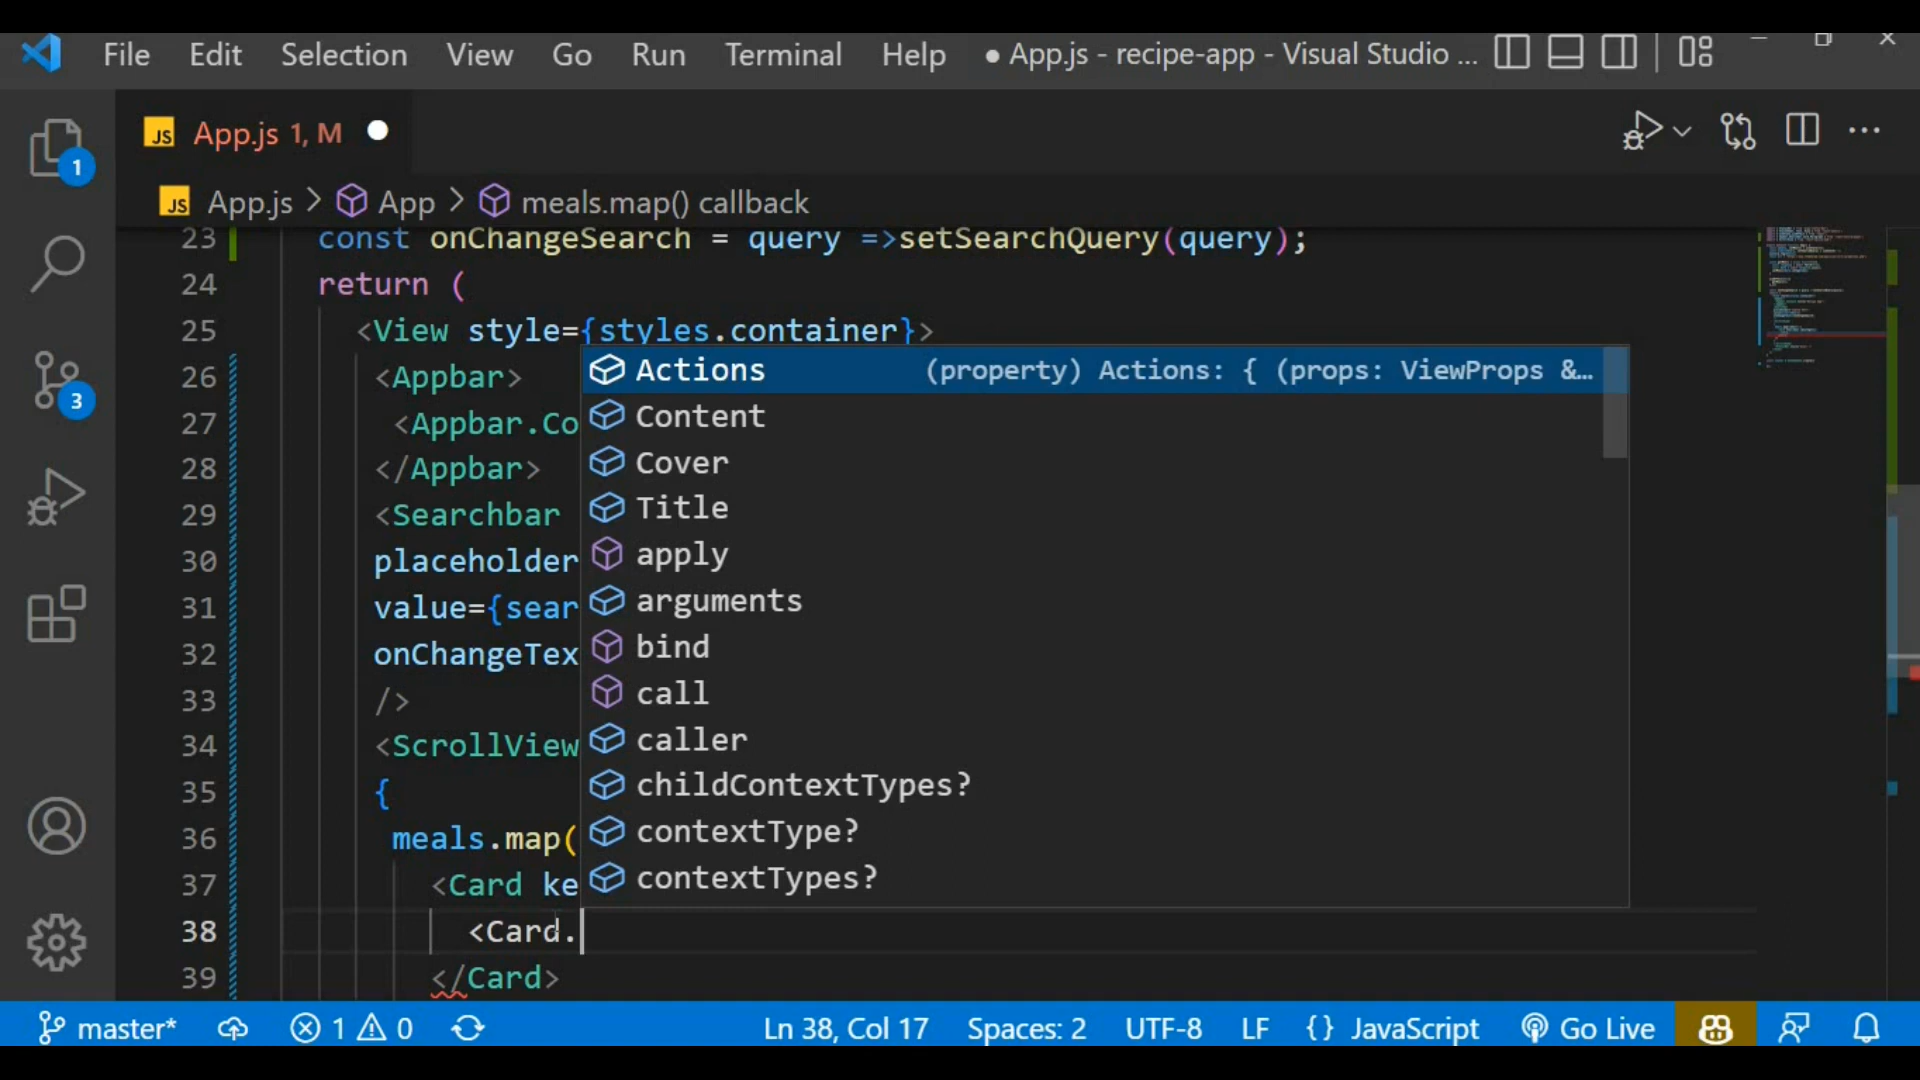 File Edit Selection View Go Run Terminal Help ● App.js - recipe-app - Visual Studio ...
JS App.js 1, M
1
JS App.js > App > meals.map() callback
23 const onChangeSearch = query =>setSearchQuery(query);
24 return (
25 <View style={styles.container}>
26 <Appbar>
27 <Appbar.Co
28 </Appbar>
29 <Searchbar
30 placeholder
31 value={sear
32 onChangeTex
33 />
34 <ScrollView
35 {
36 meals.map(
37 <Card ke
38 <Card.
39 </Card>
Actions (property) Actions: { (props: ViewProps &...
Content
Cover
Title
apply
arguments
bind
call
caller
childContextTypes?
contextType?
contextTypes?
3
master* 1 0 Ln 38, Col 17 Spaces: 2 UTF-8 LF {} JavaScript Go Live